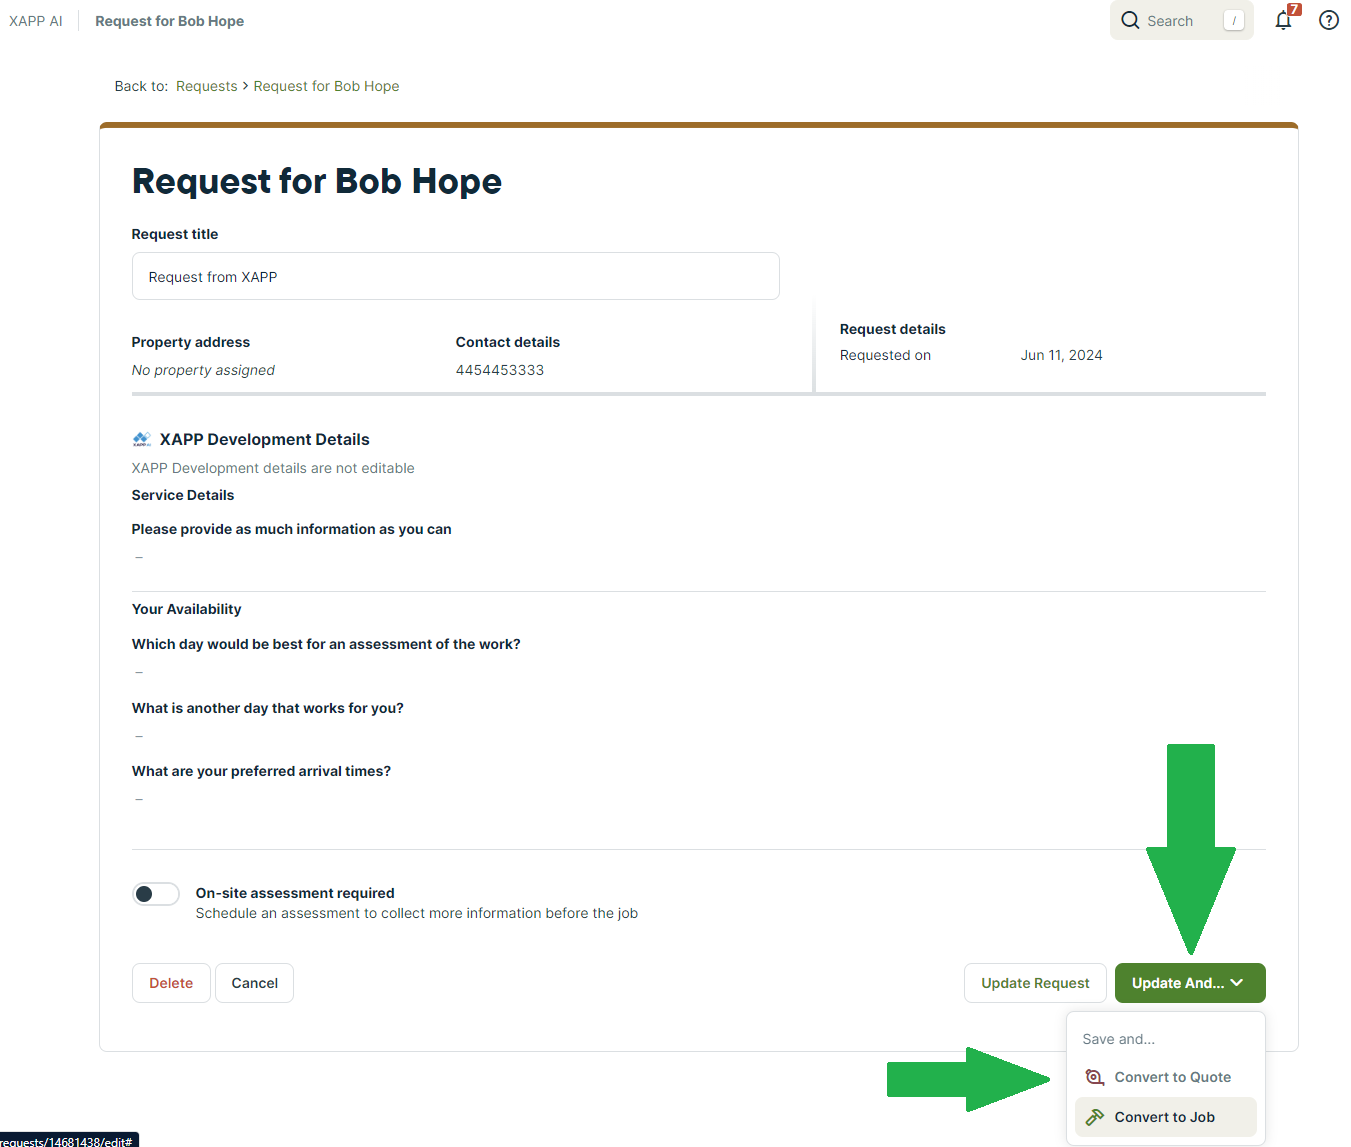 XAPP AI
Request for Bob Hope
Search
/
7
Back to: Requests > Request for Bob Hope
Request for Bob Hope
Request title
Request from XAPP
Property address
No property assigned
Contact details
4454453333
Request details
Requested on Jun 11, 2024
XAPP Development Details
XAPP Development details are not editable
Service Details
Please provide as much information as you can
–
Your Availability
Which day would be best for an assessment of the work?
–
What is another day that works for you?
–
What are your preferred arrival times?
–
On-site assessment required
Schedule an assessment to collect more information before the job
Delete
Cancel
Update Request
Update And...
Save and...
Convert to Quote
Convert to Job
requests/14681438/edit#